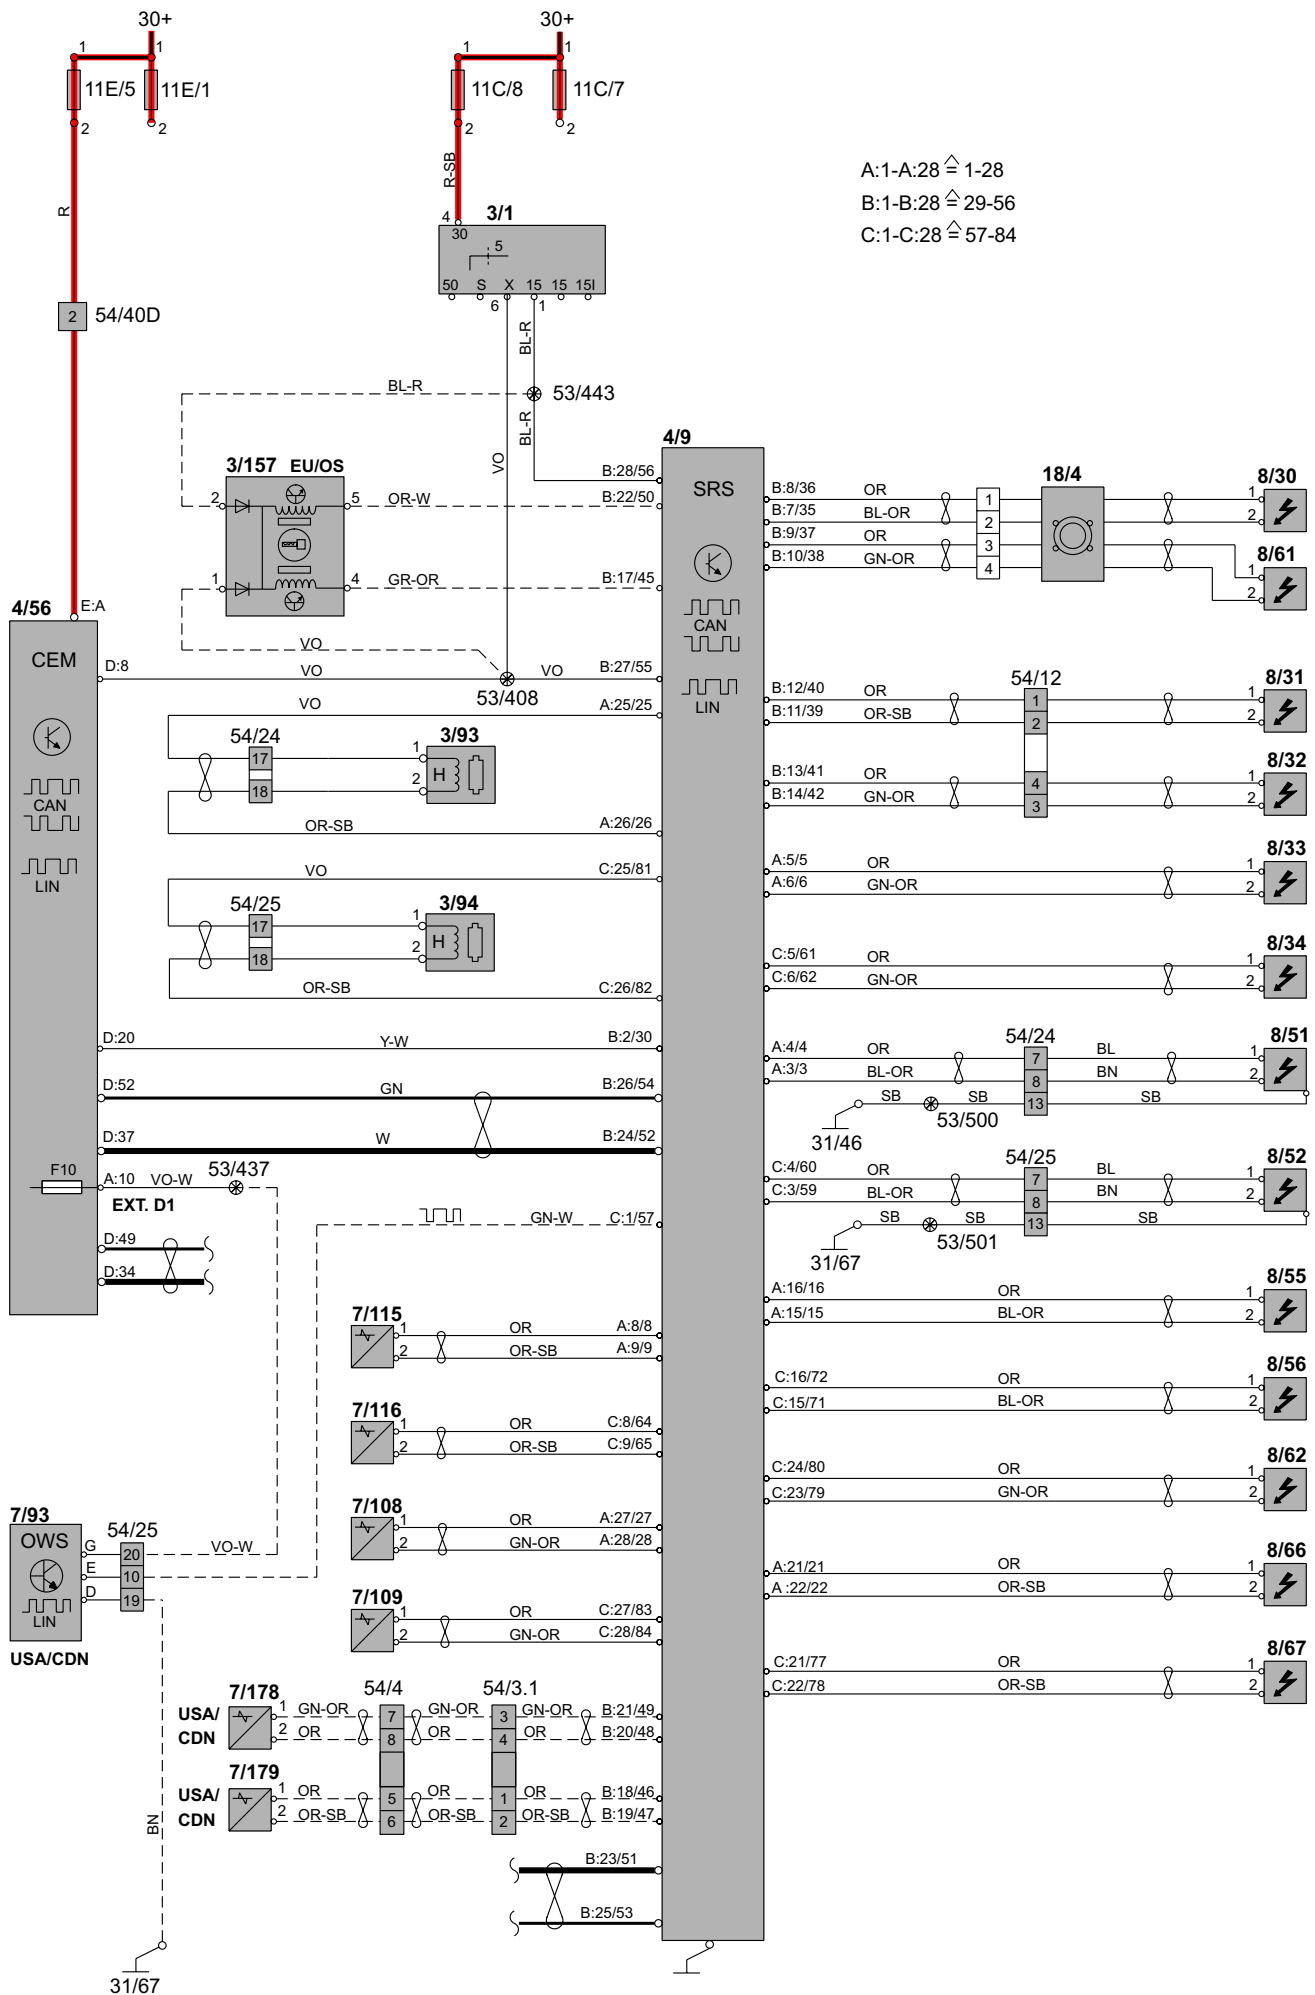 30+
30+
1
1
1
1
11E/5
11E/1
11C/8
11C/7
2
2
2
2
R
R-SB
A:1-A:28 ≙ 1-28
B:1-B:28 ≙ 29-56
C:1-C:28 ≙ 57-84
4
3/1
30
5
50
S
X
15
15
15I
6
1
2
54/40D
BL-R
BL-R
53/443
BL-R
VO
4/9
3/157
EU/OS
2
5
OR-W
B:28/56
B:22/50
1
4
GR-OR
B:17/45
VO
SRS
CAN
LIN
B:8/36
OR
B:7/35
BL-OR
B:9/37
OR
B:10/38
GN-OR
1
2
3
4
18/4
8/30
1
2
8/61
1
2
4/56
E:A
CEM
CAN
LIN
D:8
VO
VO
B:27/55
53/408
VO
A:25/25
54/24
17
18
3/93
1
2
H
OR-SB
A:26/26
VO
C:25/81
54/25
17
18
3/94
1
2
H
OR-SB
C:26/82
B:12/40
OR
B:11/39
OR-SB
54/12
1
2
8/31
1
2
B:13/41
OR
B:14/42
GN-OR
4
3
8/32
1
2
A:5/5
OR
A:6/6
GN-OR
8/33
1
2
C:5/61
OR
C:6/62
GN-OR
8/34
1
2
D:20
Y-W
B:2/30
D:52
GN
B:26/54
D:37
W
B:24/52
F10
A:10
VO-W
53/437
EXT. D1
D:49
D:34
GN-W
C:1/57
A:4/4
OR
A:3/3
BL-OR
54/24
7
8
13
BL
BN
8/51
1
2
SB
SB
SB
53/500
31/46
C:4/60
OR
C:3/59
BL-OR
54/25
7
8
13
BL
BN
8/52
1
2
SB
SB
SB
53/501
31/67
A:16/16
OR
A:15/15
BL-OR
8/55
1
2
7/115
1
2
OR
OR-SB
A:8/8
A:9/9
C:16/72
OR
C:15/71
BL-OR
8/56
1
2
7/116
1
2
OR
OR-SB
C:8/64
C:9/65
C:24/80
OR
C:23/79
GN-OR
8/62
1
2
7/108
1
2
OR
GN-OR
A:27/27
A:28/28
A:21/21
OR
A :22/22
OR-SB
8/66
1
2
7/93
OWS
LIN
USA/CDN
G
E
D
54/25
20
10
19
VO-W
7/109
1
2
OR
GN-OR
C:27/83
C:28/84
C:21/77
OR
C:22/78
OR-SB
8/67
1
2
7/178
USA/
CDN
1
2
GN-OR
OR
54/4
7
8
GN-OR
OR
54/3.1
3
4
GN-OR
OR
B:21/49
B:20/48
7/179
USA/
CDN
1
2
OR
OR-SB
5
6
OR
OR-SB
1
2
OR
OR-SB
B:18/46
B:19/47
BN
B:23/51
B:25/53
31/67